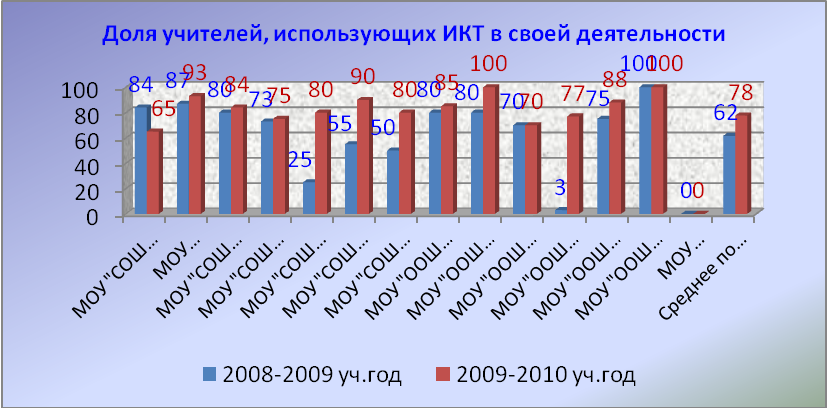 Доля учителей, использующих ИКТ в своей деятельности
84 65 87 93 80 84 73 75 25 80 55 90 50 80 80 85 80 100 70 70 3 77 75 88 100 100 0 0 62 78
100
80
60
40
20
0
МОУ "СОШ...
МОУ...
МОУ "СОШ...
МОУ "СОШ...
МОУ "СОШ...
МОУ "СОШ...
МОУ "СОШ...
МОУ "ООШ...
МОУ "ООШ...
МОУ "ООШ...
МОУ "ООШ...
МОУ "ООШ...
МОУ "ООШ...
МОУ...
Среднее по...
2008-2009 уч.год
2009-2010 уч.год